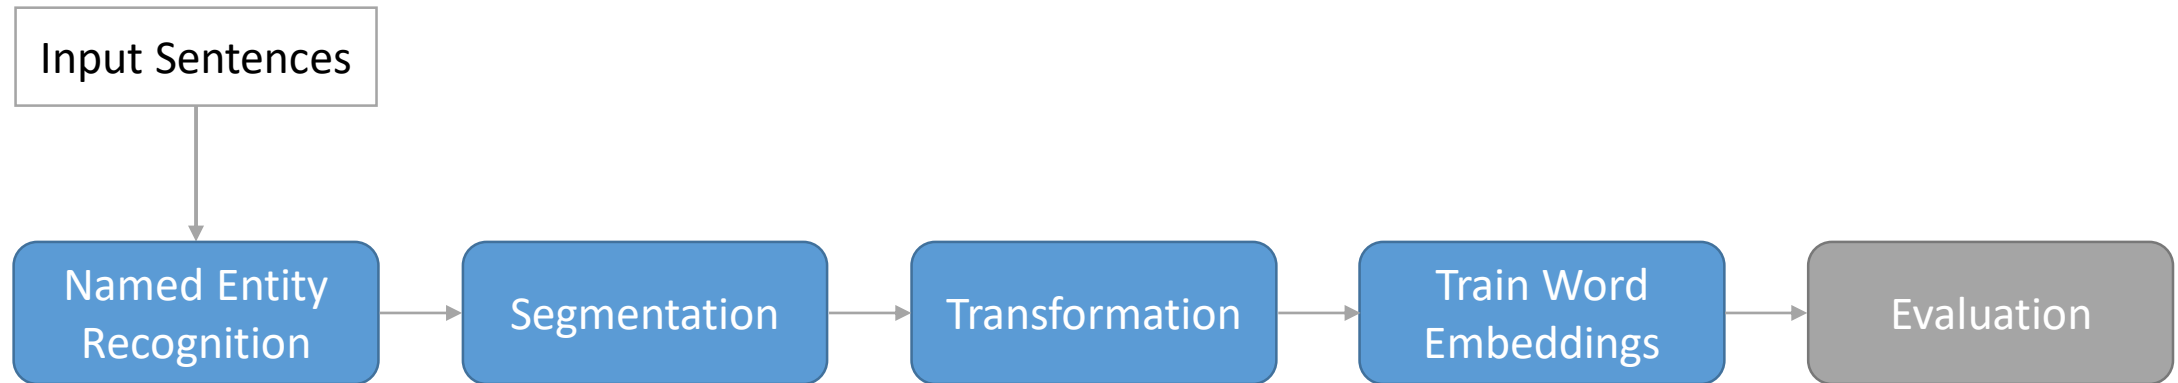 Input Sentences
Named Entity
Recognition
Segmentation
Transformation
Train Word
Embeddings
Evaluation